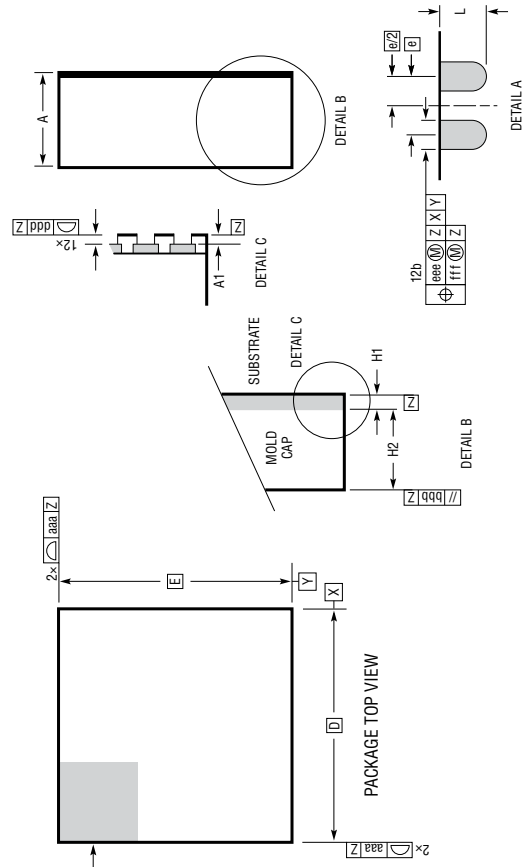 2× ⌓ aaa Z
E
Y
X
D
PACKAGE TOP VIEW
2× ⌓ aaa Z
SUBSTRATE
DETAIL C
MOLD
CAP
H1
H2
Z
// bbb Z
DETAIL B
12× ⌓ ddd Z
A1
Z
DETAIL C
A
DETAIL B
L
e/2
e
12b
⌖ eee Ⓜ Z X Y
fff Ⓜ Z
DETAIL A